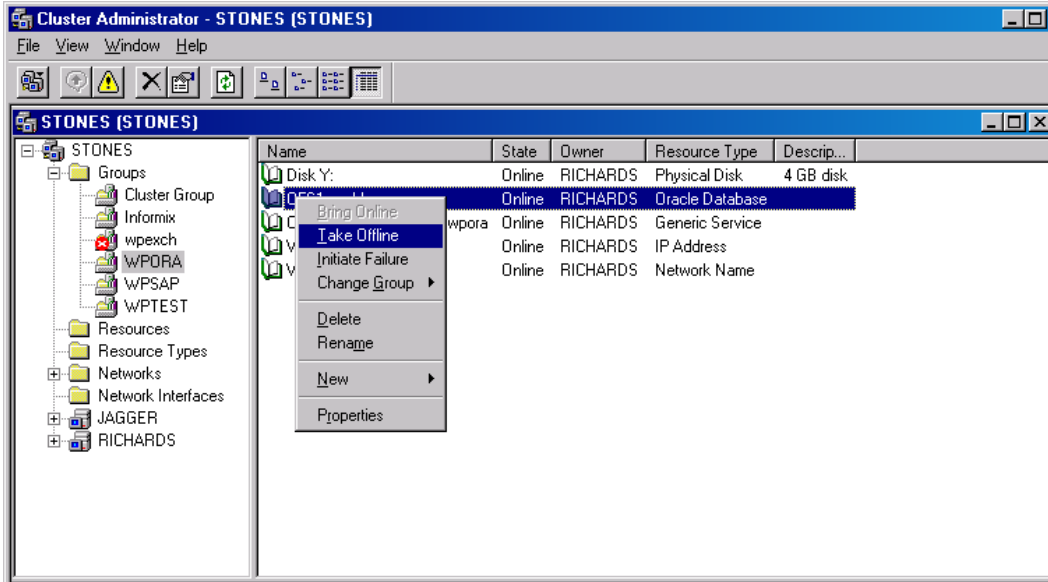 Cluster Administrator - STONES (STONES)
File View Window Help
STONES (STONES)
STONES
Groups
Cluster Group
Informix
wpexch
WPORA
WPSAP
WPTEST
Resources
Resource Types
Networks
Network Interfaces
JAGGER
RICHARDS
Name State Owner Resource Type Descrip...
Disk Y: Online RICHARDS Physical Disk 4 GB disk
Online RICHARDS Oracle Database
wpora Online RICHARDS Generic Service
Online RICHARDS IP Address
Online RICHARDS Network Name
Bring Online
Take Offline
Initiate Failure
Change Group
Delete
Rename
New
Properties